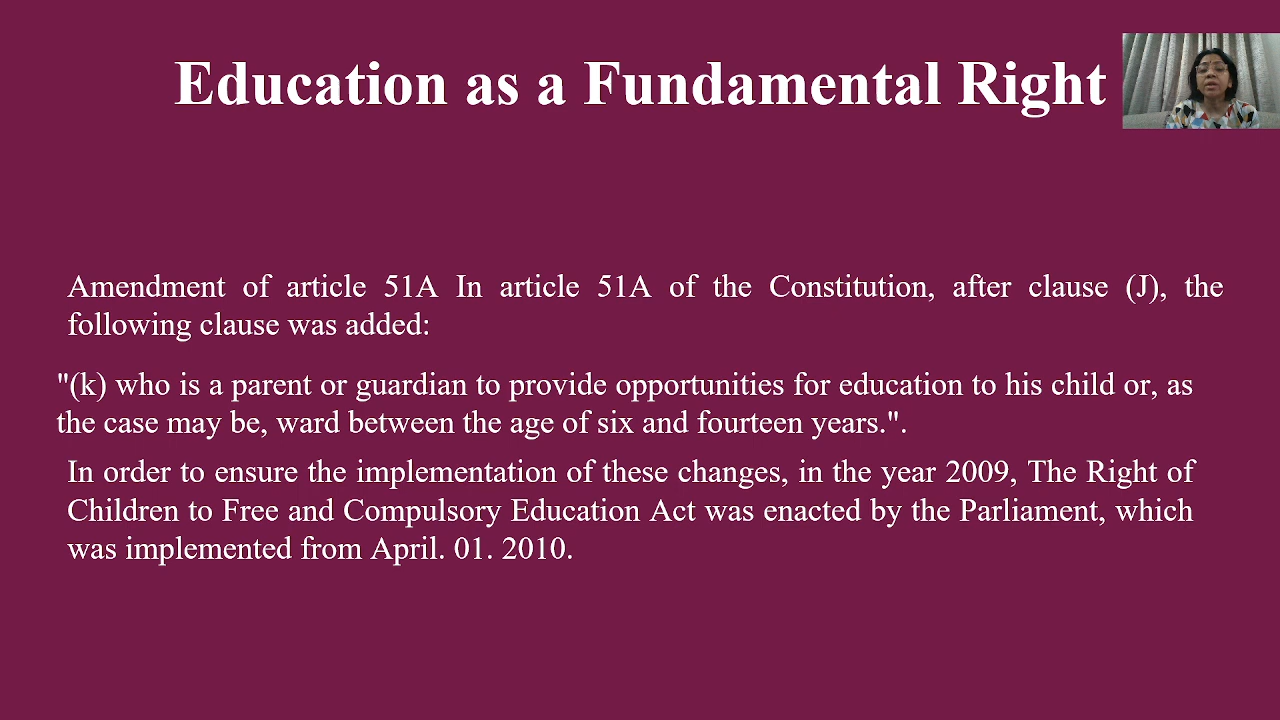 Education as a Fundamental Right
Amendment of article 51A In article 51A of the Constitution, after clause (J), the
following clause was added:
"(k) who is a parent or guardian to provide opportunities for education to his child or, as
the case may be, ward between the age of six and fourteen years.".
In order to ensure the implementation of these changes, in the year 2009, The Right of
Children to Free and Compulsory Education Act was enacted by the Parliament, which
was implemented from April. 01. 2010.